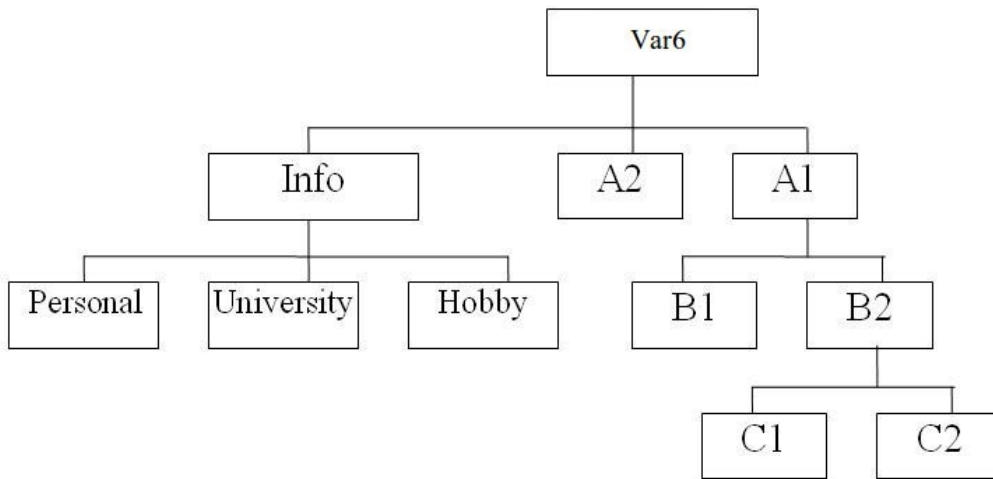 Var6
Info
A2
A1
Personal
University
Hobby
B1
B2
C1
C2